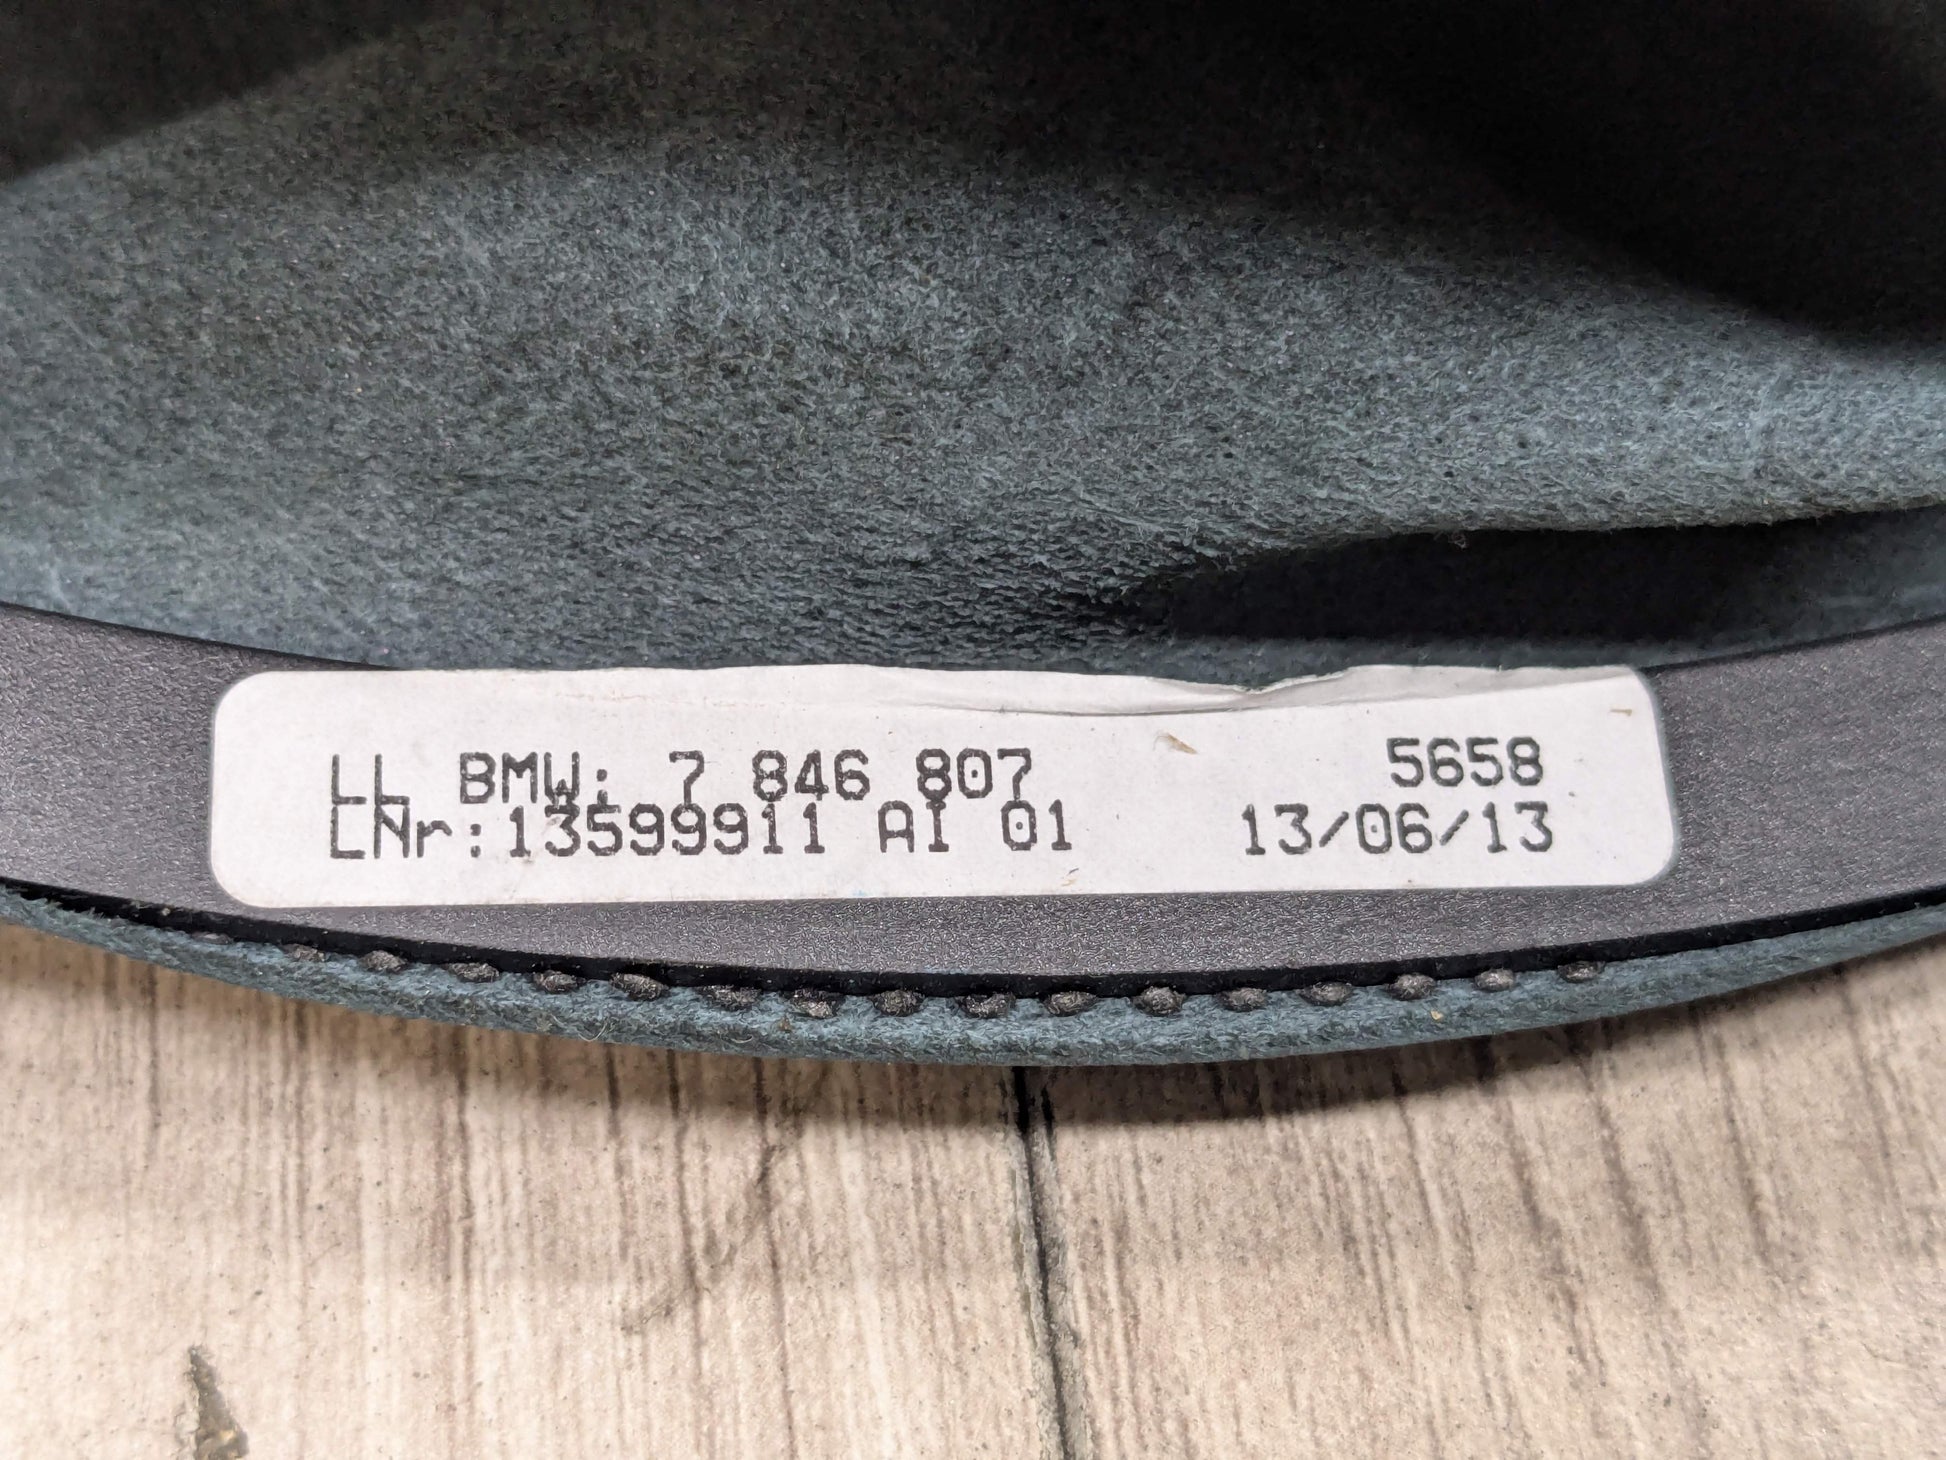 LL BMW: 7 846 807 5658
LNr:13599911 AI 01 13/06/13